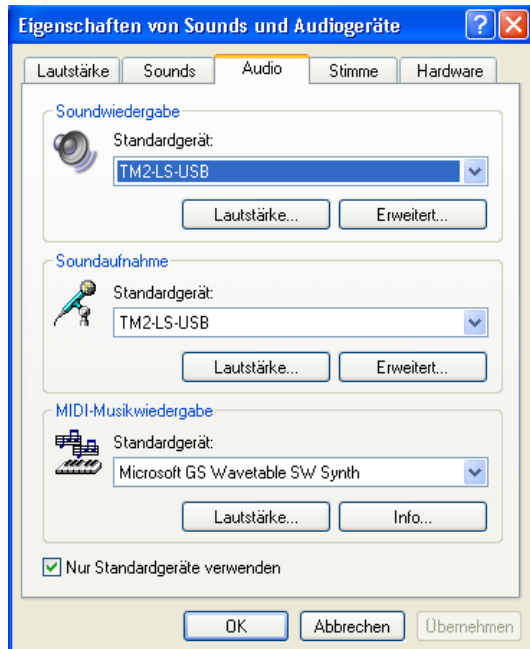 Eigenschaften von Sounds und Audiogeräte
Lautstärke Sounds Audio Stimme Hardware
Soundwiedergabe
Standardgerät:
TM2-LS-USB
Lautstärke... Erweitert...
Soundaufnahme
Standardgerät:
TM2-LS-USB
Lautstärke... Erweitert...
MIDI-Musikwiedergabe
Standardgerät:
Microsoft GS Wavetable SW Synth
Lautstärke... Info...
Nur Standardgeräte verwenden
OK Abbrechen Übernehmen